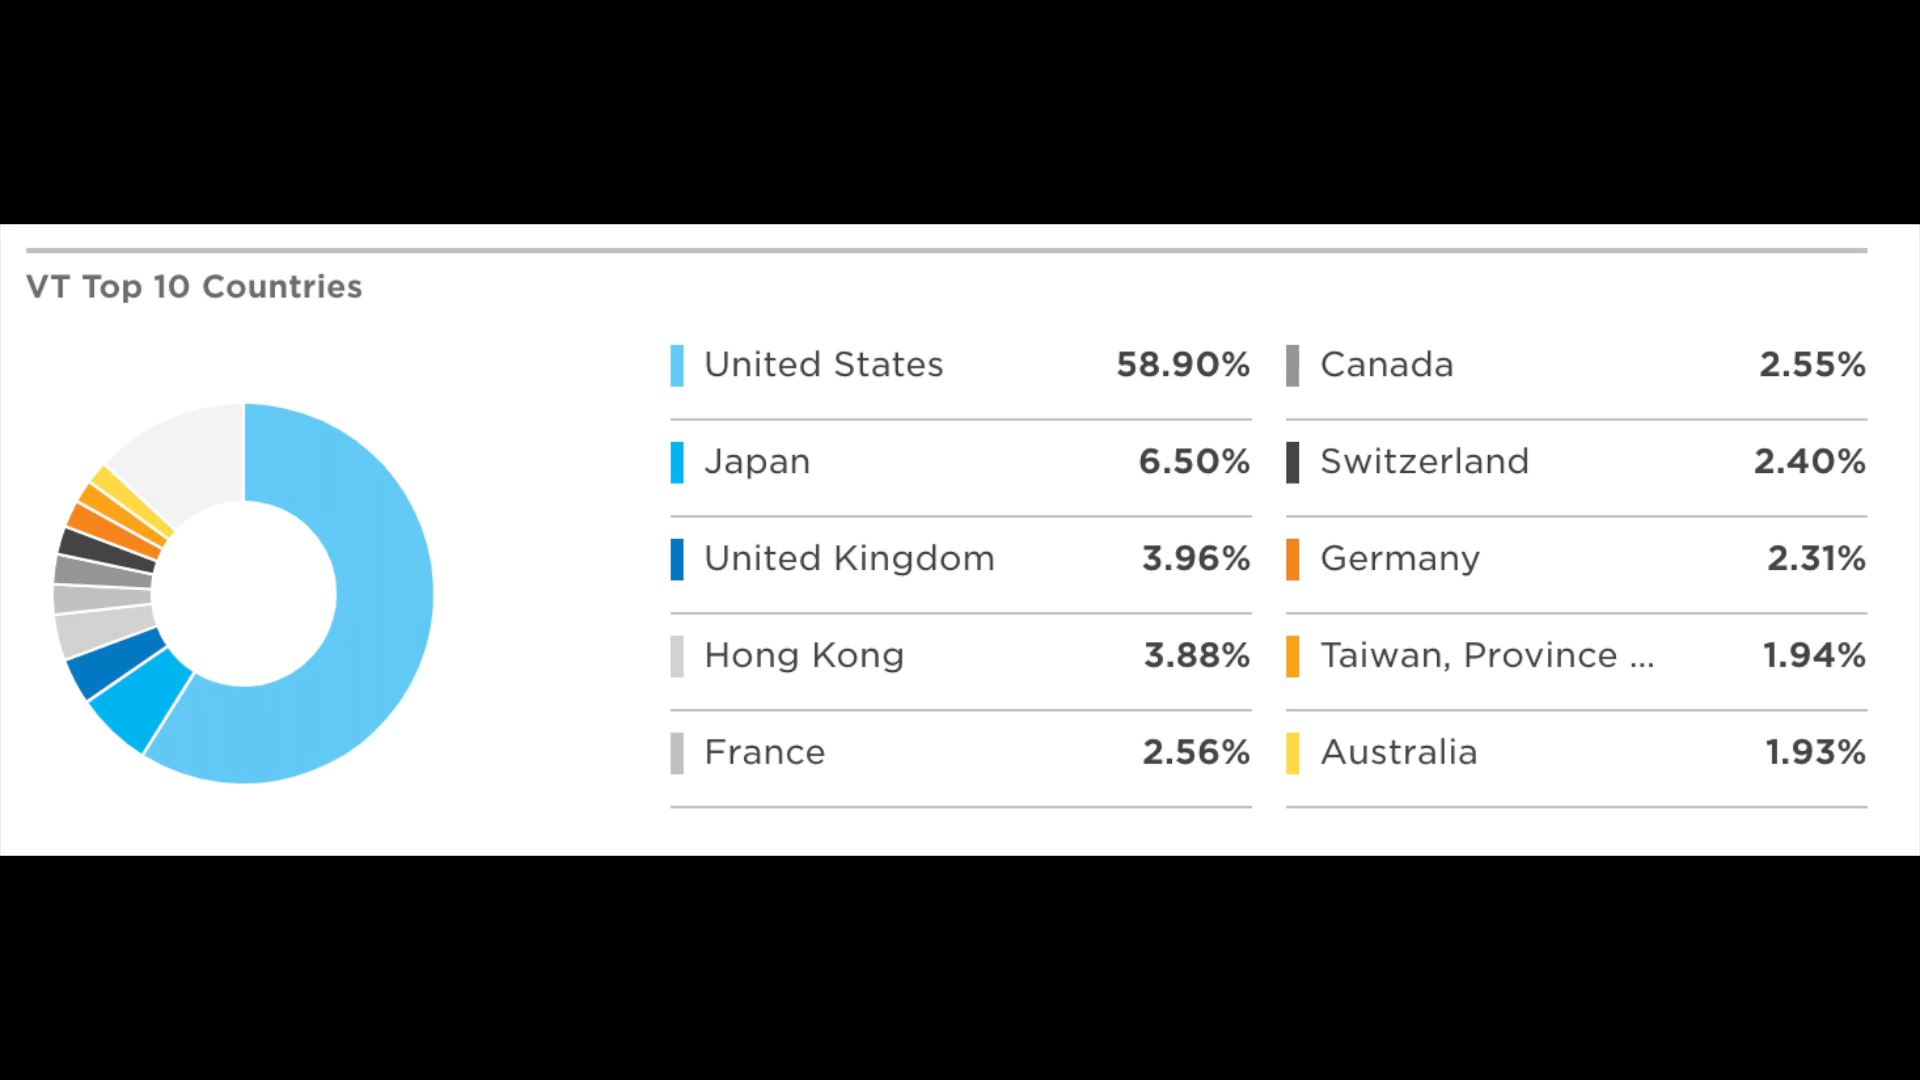 VT Top 10 Countries
United States 58.90%
Japan 6.50%
United Kingdom 3.96%
Hong Kong 3.88%
France 2.56%
Canada 2.55%
Switzerland 2.40%
Germany 2.31%
Taiwan, Province ... 1.94%
Australia 1.93%